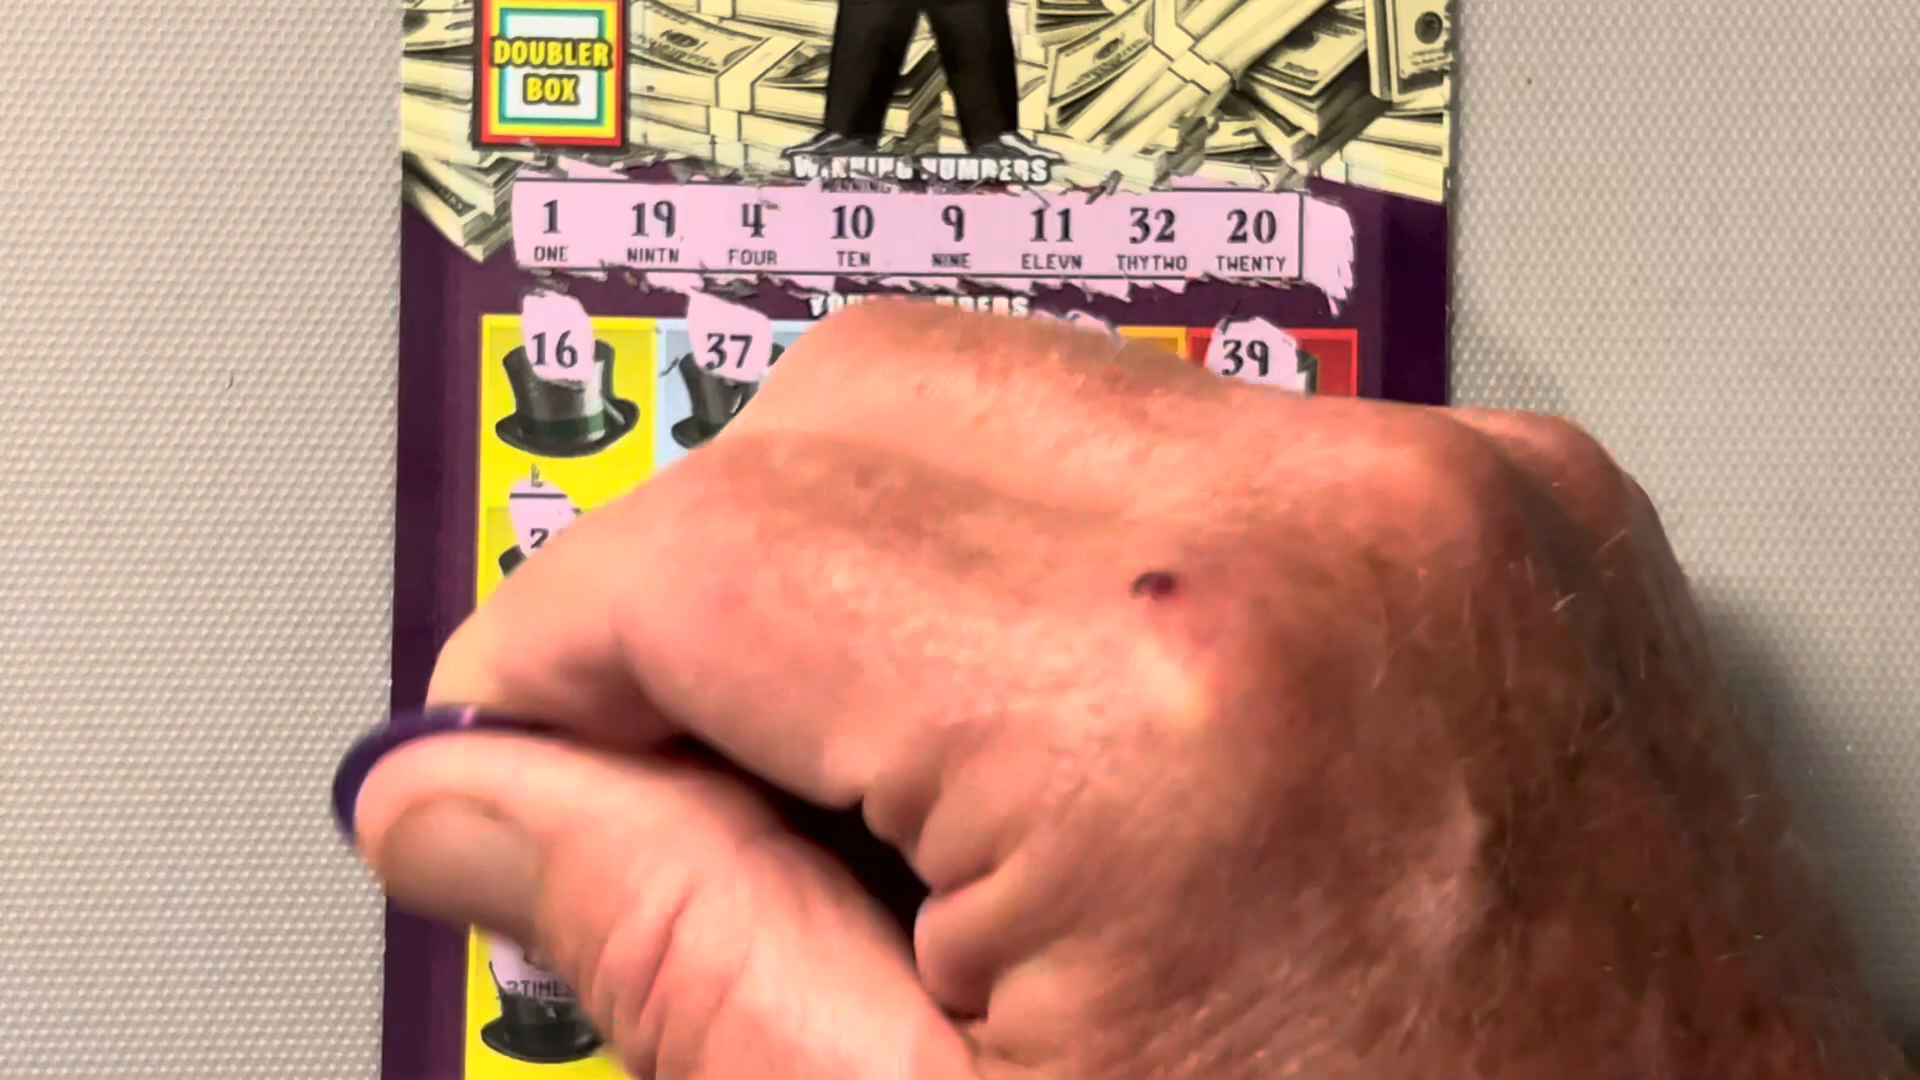 DOUBLER
BOX
WINNING NUMBERS
1 19 4 10 9 11 32 20
ONE NINTN FOUR TEN NINE ELEVN THYTWO TWENTY
16 37 39